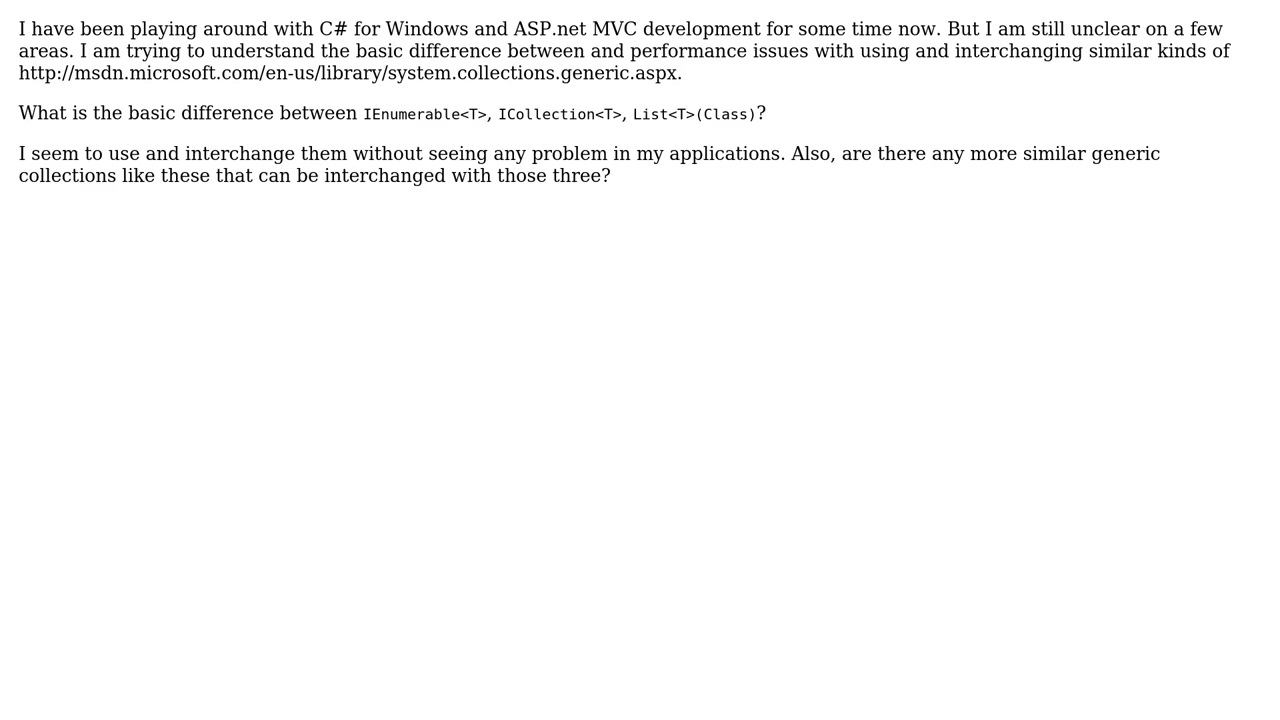 I have been playing around with C# for Windows and ASP.net MVC development for some time now. But I am still unclear on a few
areas. I am trying to understand the basic difference between and performance issues with using and interchanging similar kinds of
http://msdn.microsoft.com/en-us/library/system.collections.generic.aspx.
What is the basic difference between IEnumerable<T>, ICollection<T>, List<T>(Class)?
I seem to use and interchange them without seeing any problem in my applications. Also, are there any more similar generic
collections like these that can be interchanged with those three?